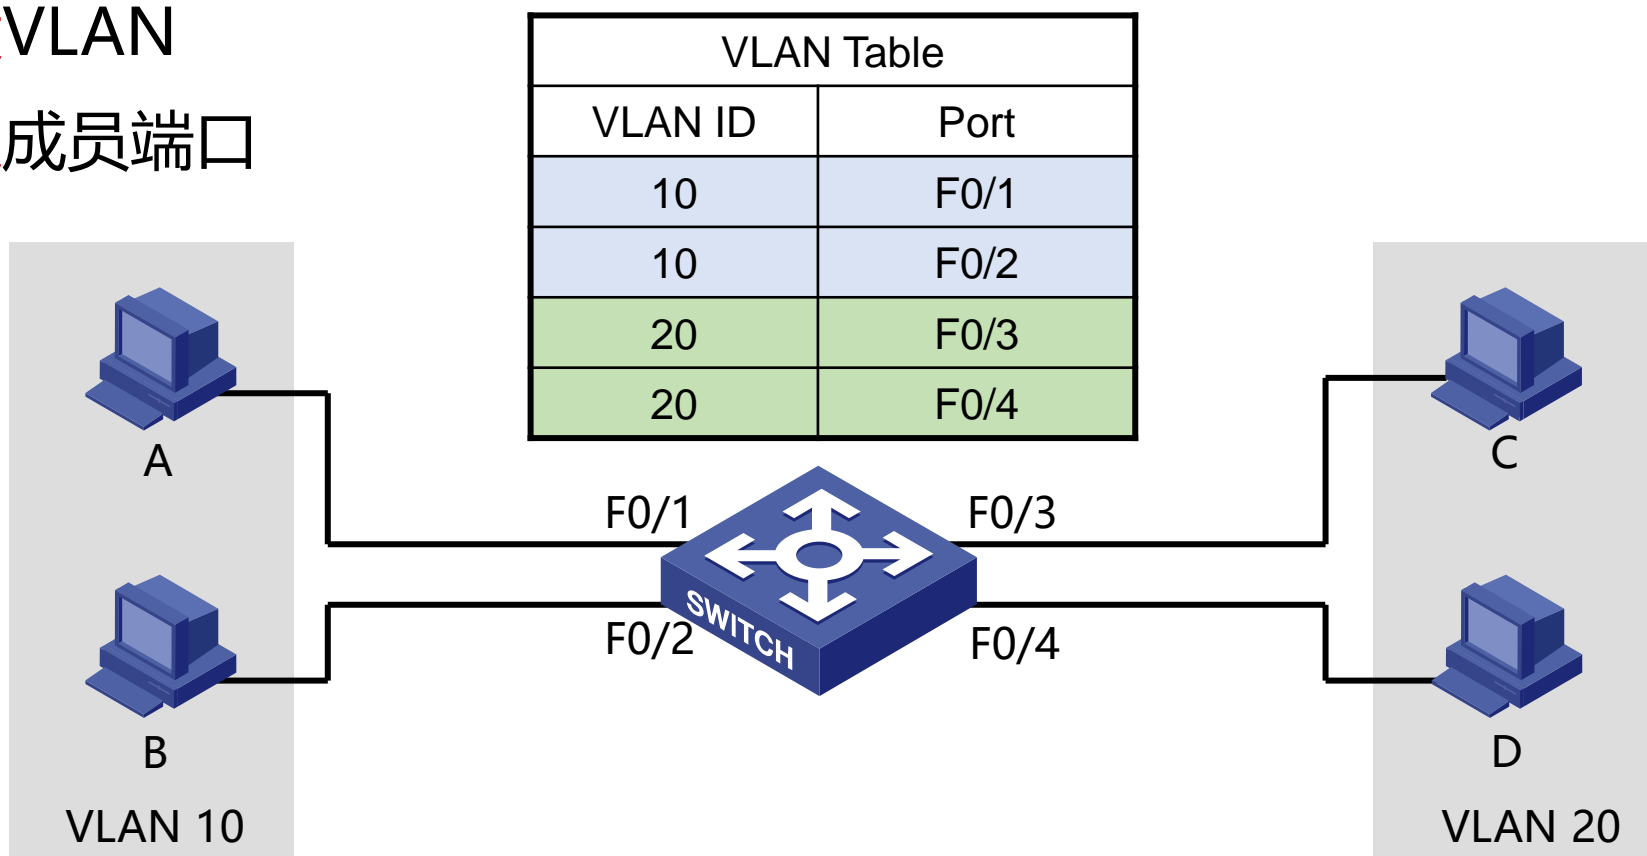 VLAN
成员端口
VLAN Table
VLAN ID Port
10 F0/1
10 F0/2
20 F0/3
20 F0/4
A
C
F0/1
F0/3
SWITCH
F0/2
F0/4
B
D
VLAN 10
VLAN 20